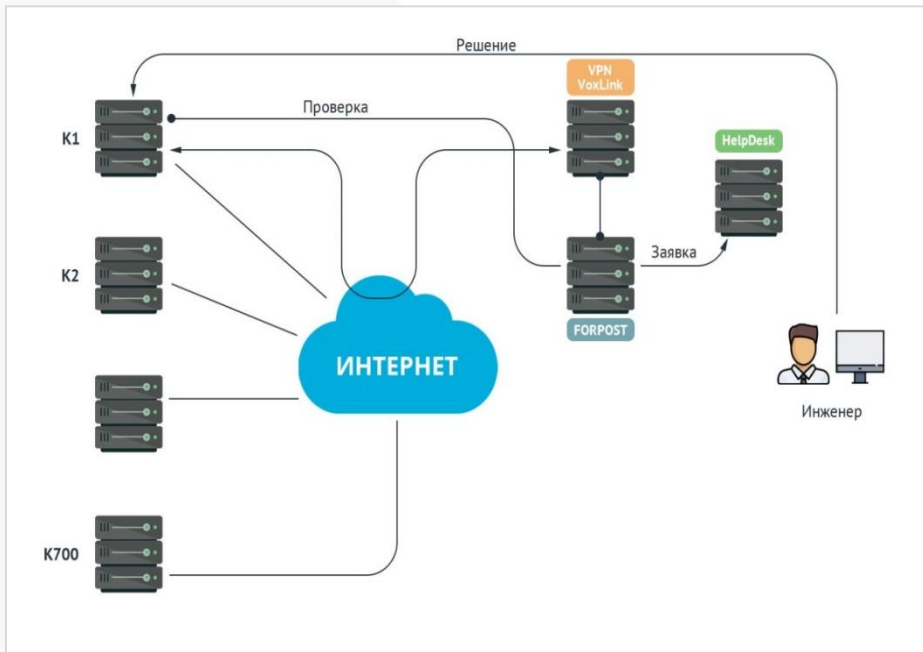 Решение
VPN
VoxLink
Проверка
K1
HelpDesk
K2
Заявка
FORPOST
ИНТЕРНЕТ
Инженер
K700